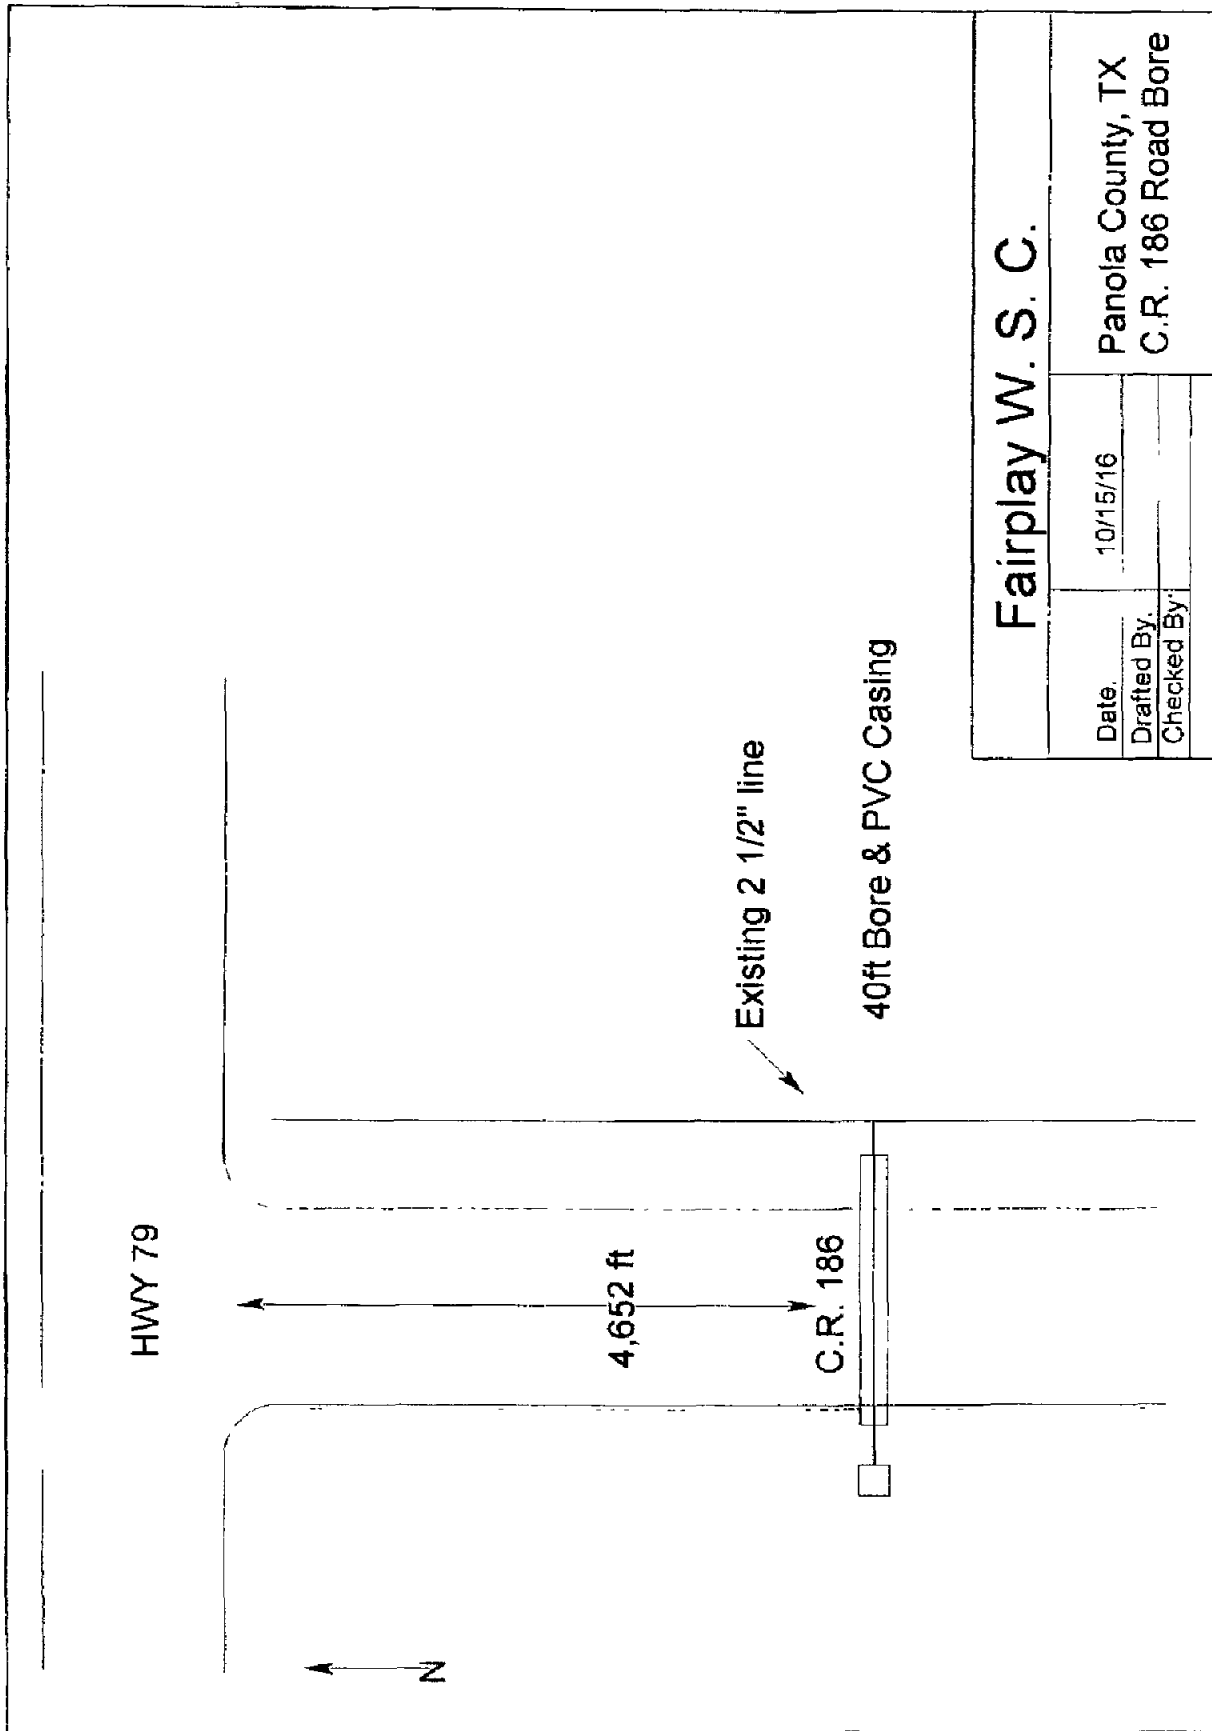 HWY 79
4,652 ft
C.R. 186
N
Existing 2 1/2" line
40ft Bore & PVC Casing
Fairplay W. S. C.
Date.
10/15/16
Drafted By.
Checked By:
Panola County, TX
C.R. 186 Road Bore